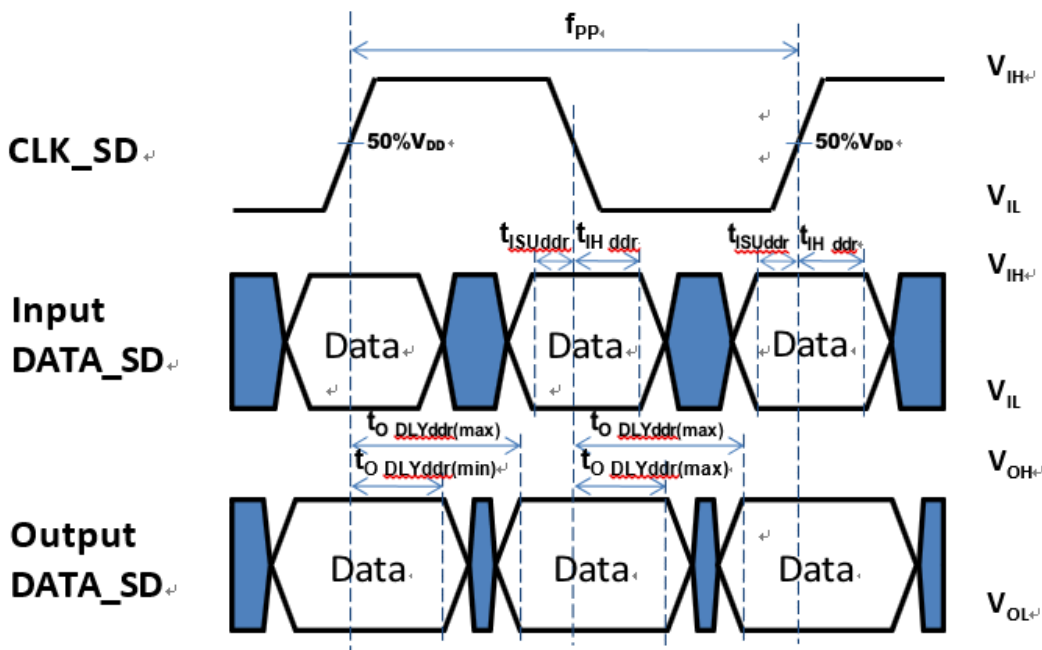 fPP
VIH
CLK_SD
50%VDD
50%VDD
VIL
tISUddr
tIH ddr
tISUddr
tIH ddr
VIH
Input
DATA_SD
Data
Data
Data
VIL
tO DLYddr(max)
tO DLYddr(max)
tO DLYddr(min)
tO DLYddr(max)
VOH
Output
DATA_SD
Data
Data
Data
VOL